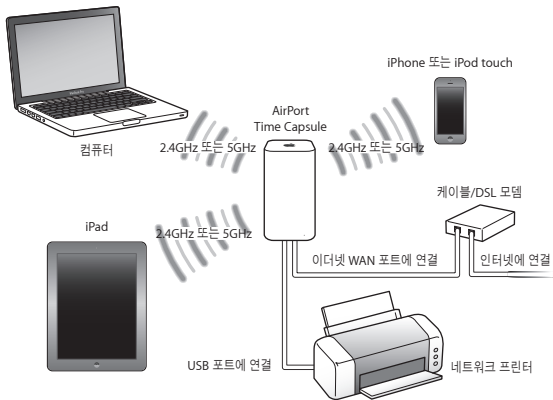 iPhone 또는 iPod touch
AirPort
Time Capsule
컴퓨터
2.4GHz 또는 5GHz
2.4GHz 또는 5GHz
케이블/DSL 모뎀
iPad
2.4GHz 또는 5GHz
이더넷 WAN 포트에 연결
인터넷에 연결
USB 포트에 연결
네트워크 프린터